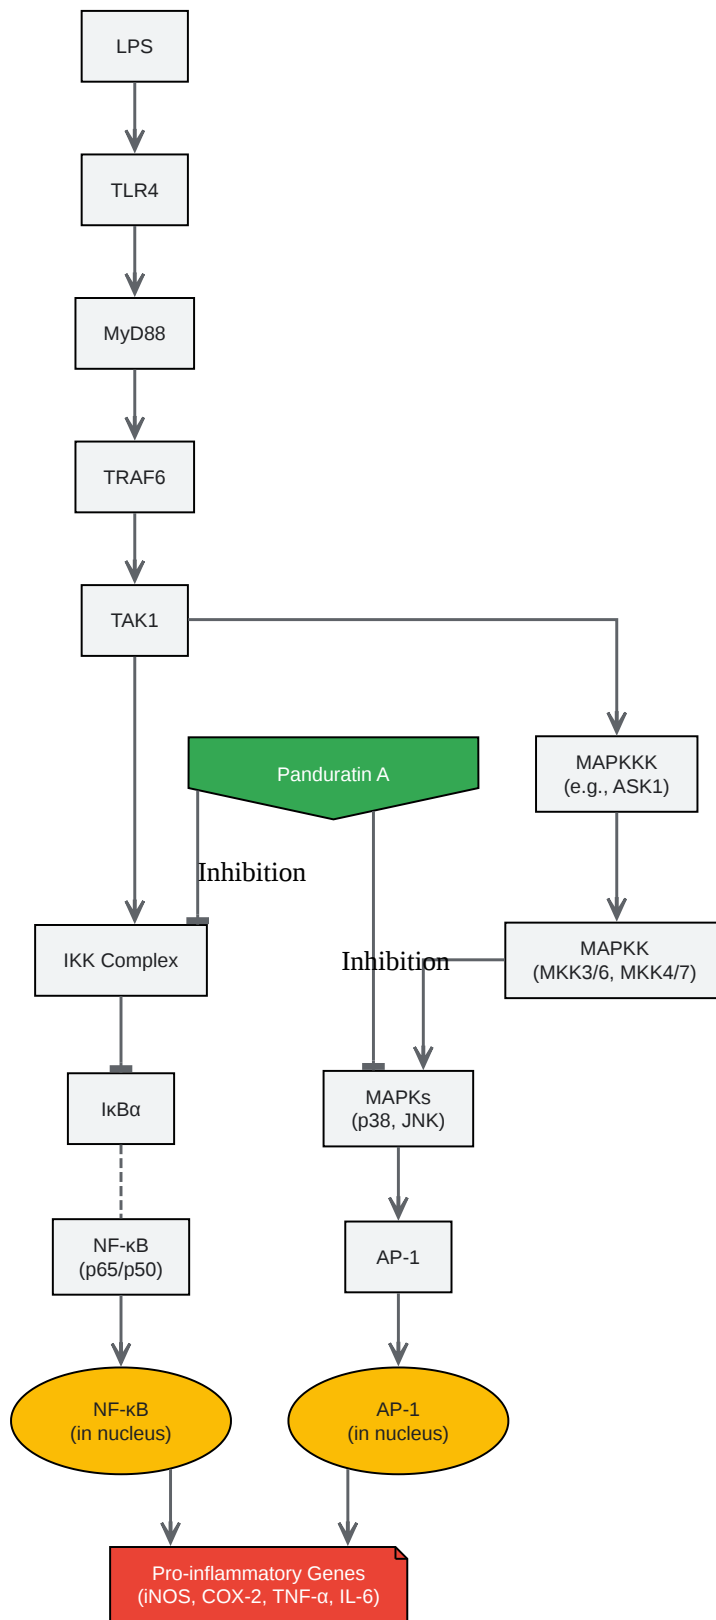 LPS
TLR4
MyD88
TRAF6
TAK1
Panduratin A
MAPKKK
(e.g., ASK1)
Inhibition
IKK Complex
Inhibition
MAPKK
(MKK3/6, MKK4/7)
IκBα
MAPKs
(p38, JNK)
NF-κB
(p65/p50)
AP-1
NF-κB
(in nucleus)
AP-1
(in nucleus)
Pro-inflammatory Genes
(iNOS, COX-2, TNF-α, IL-6)